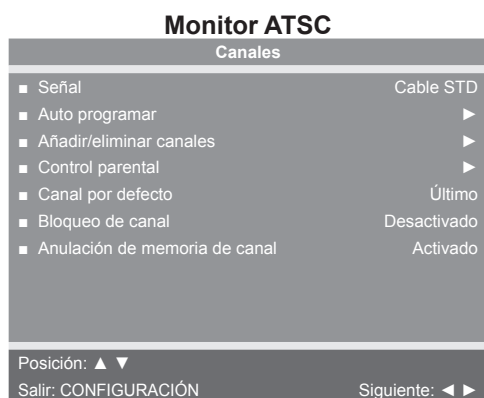 Monitor ATSC
Canales
■ Señal Cable STD
■ Auto programar ►
■ Añadir/eliminar canales ►
■ Control parental ►
■ Canal por defecto Último
■ Bloqueo de canal Desactivado
■ Anulación de memoria de canal Activado
Posición: ▲ ▼
Salir: CONFIGURACIÓN Siguiente: ◄ ►